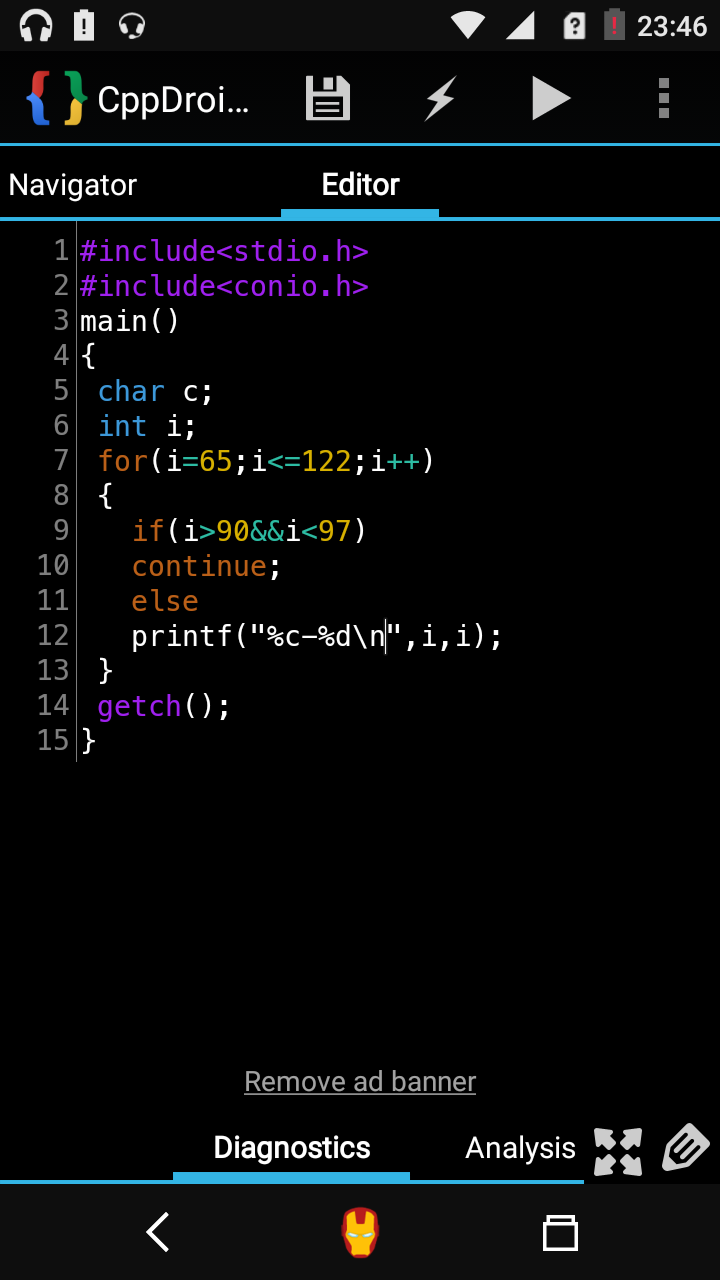 23:46
CppDroi...
Navigator Editor
1 #include<stdio.h>
2 #include<conio.h>
3 main()
4 {
5 char c;
6 int i;
7 for(i=65;i<=122;i++)
8 {
9 if(i>90&&i<97)
10 continue;
11 else
12 printf("%c-%d\n",i,i);
13 }
14 getch();
15 }
Remove ad banner
Diagnostics Analysis